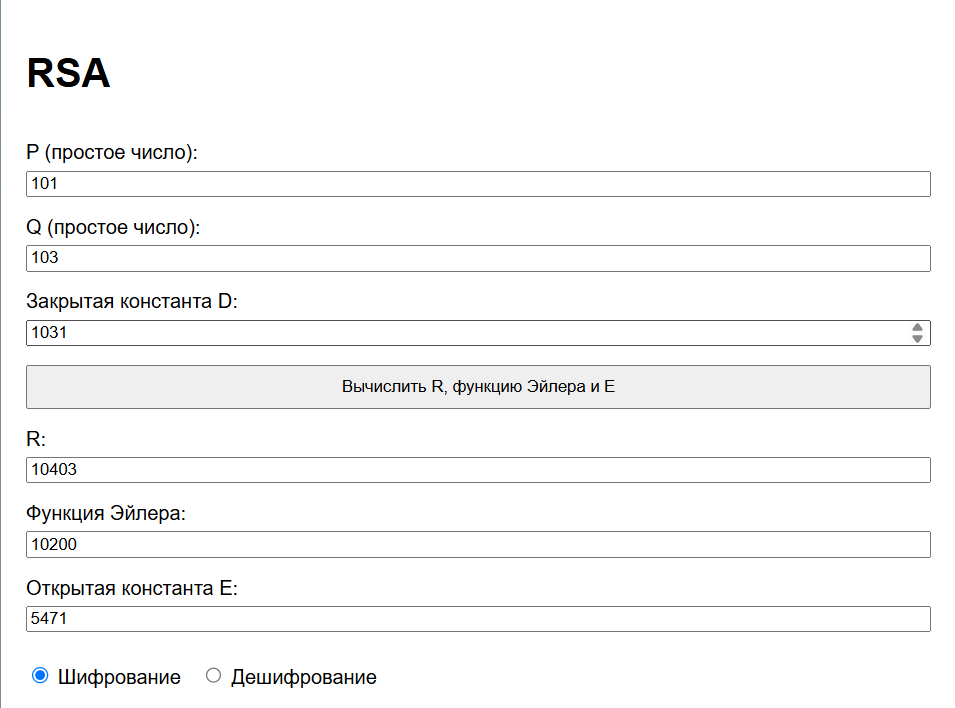 RSA
P (простое число):
101
Q (простое число):
103
Закрытая константа D:
1031
Вычислить R, функцию Эйлера и E
R:
10403
Функция Эйлера:
10200
Открытая константа E:
5471
Шифрование Дешифрование